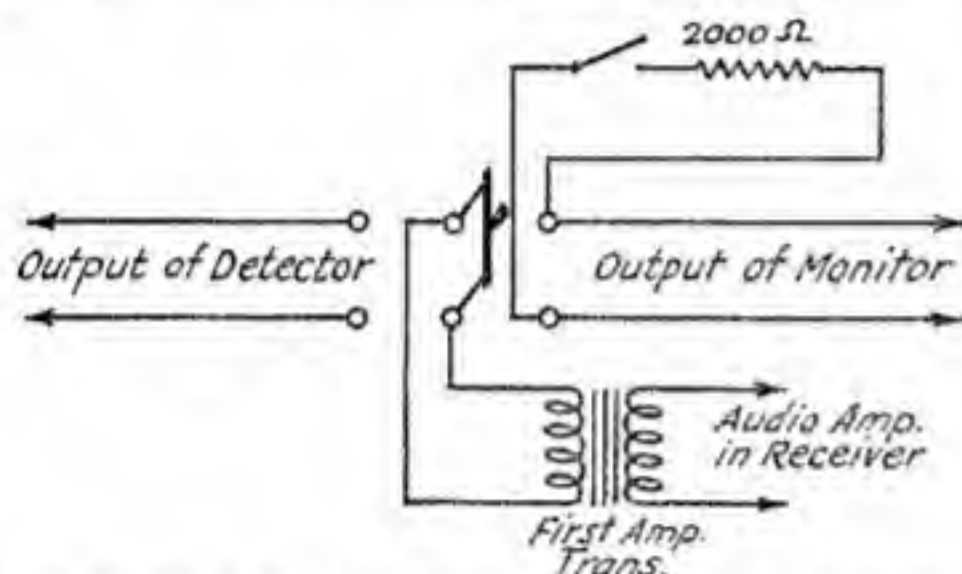 2000 Ω
Output of Detector
Output of Monitor
Audio Amp.
in Receiver
First Amp.
Trans.